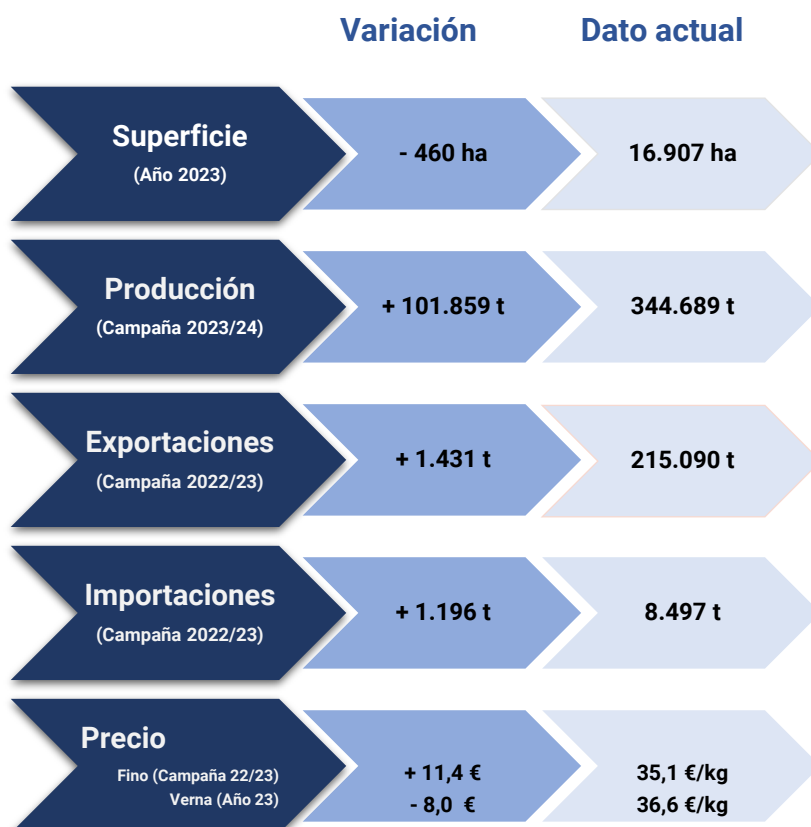 Variación Dato actual
Superficie
(Año 2023)
- 460 ha
16.907 ha
Producción
(Campaña 2023/24)
+ 101.859 t
344.689 t
Exportaciones
(Campaña 2022/23)
+ 1.431 t
215.090 t
Importaciones
(Campaña 2022/23)
+ 1.196 t
8.497 t
Precio
Fino (Campaña 22/23) + 11,4 € 35,1 €/kg
Verna (Año 23) - 8,0 € 36,6 €/kg